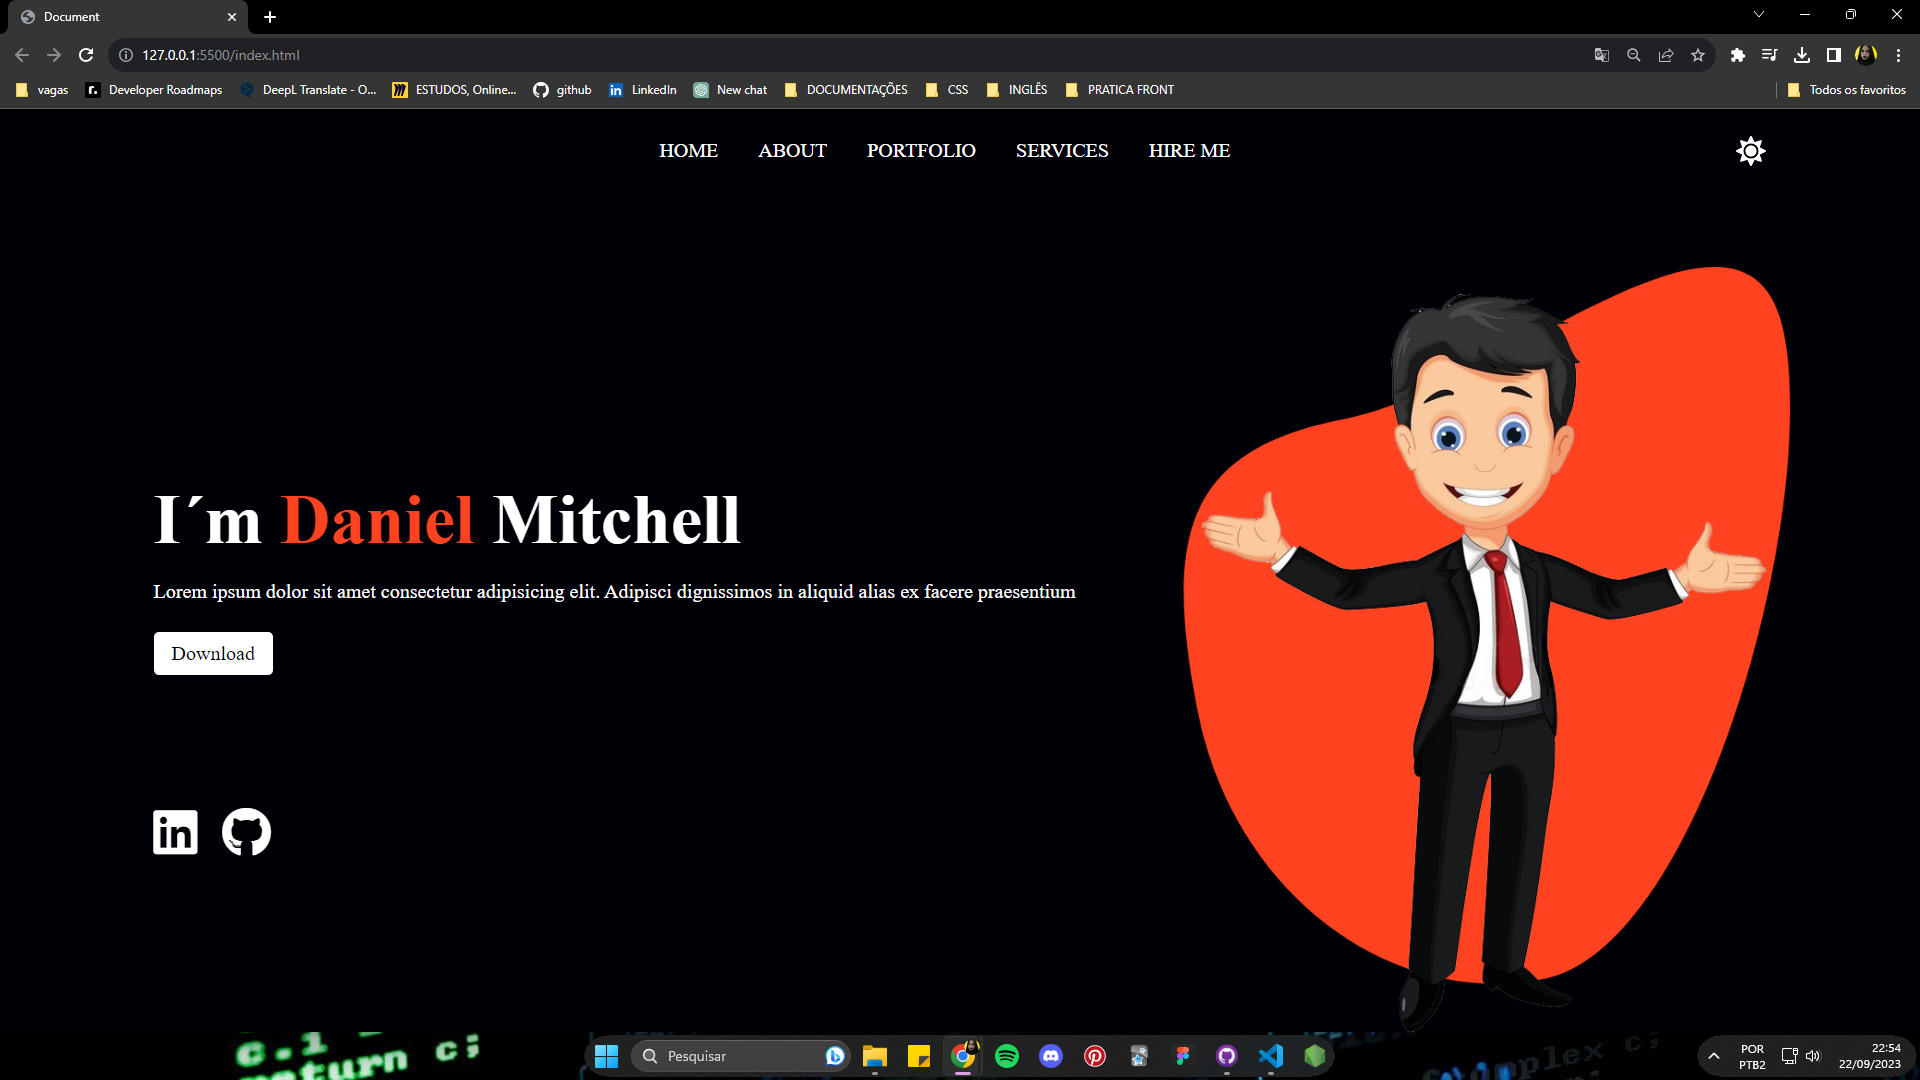 Document
127.0.0.1:5500/index.html
vagas
Developer Roadmaps
DeepL Translate - O...
ESTUDOS, Online...
github
LinkedIn
New chat
DOCUMENTAÇÕES
CSS
INGLÊS
PRATICA FRONT
Todos os favoritos
HOME ABOUT PORTFOLIO SERVICES HIRE ME
I´m Daniel Mitchell
Lorem ipsum dolor sit amet consectetur adipisicing elit. Adipisci dignissimos in aliquid alias ex facere praesentium
Download
in
return c;
c;
Pesquisar
POR
PTB2
22:54
22/09/2023